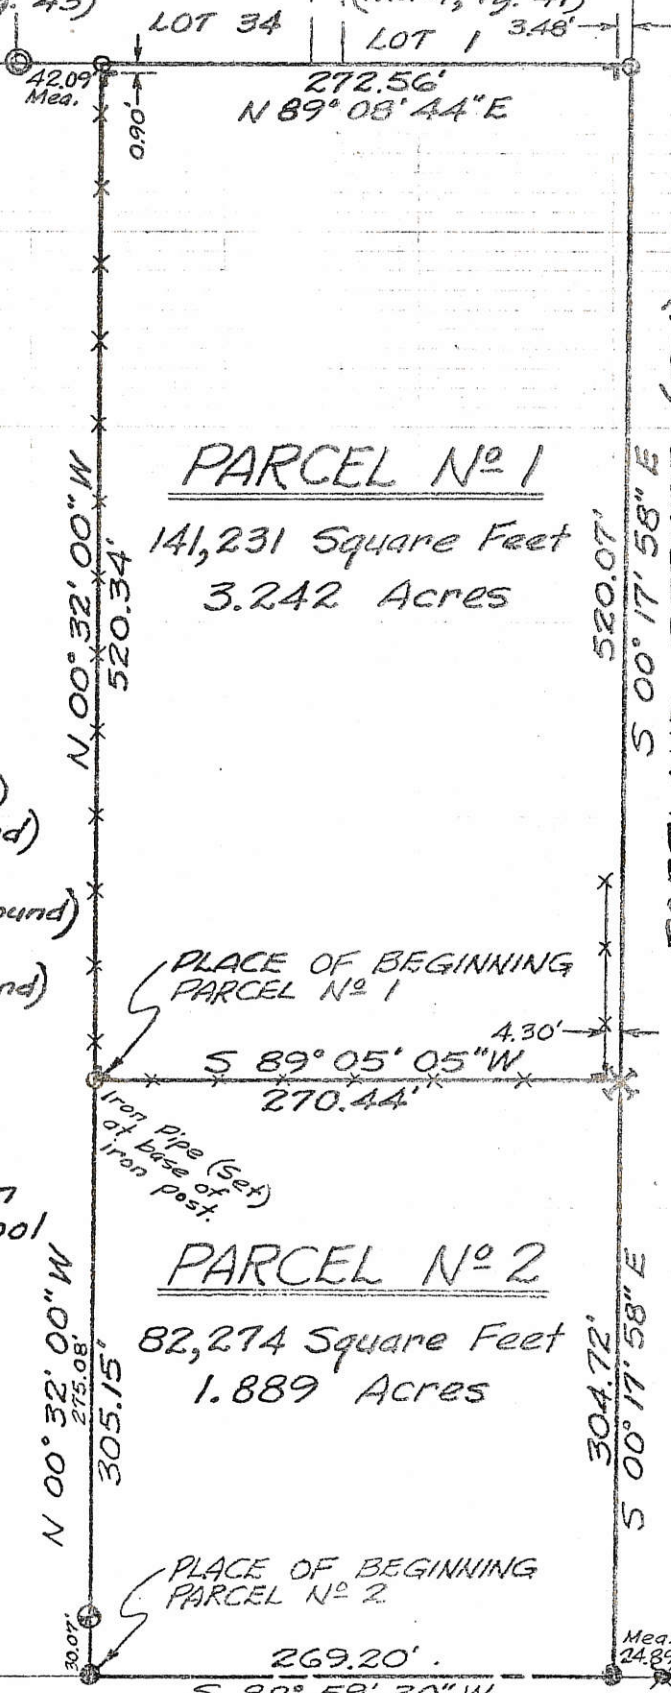 LOT 34
LOT 1
3.48'
42.09'
Mea.
0.90'
272.56'
N 89° 08' 44" E
PARCEL Nº 1
141,231 Square Feet
3.242 Acres
N 00° 32' 00" W
520.34'
520.07'
S 00° 17' 58" E
PLACE OF BEGINNING
PARCEL Nº 1
4.30'
S 89° 05' 05" W
270.44'
Iron Pipe (Set)
at base of
iron post.
PARCEL Nº 2
82,274 Square Feet
1.889 Acres
N 00° 32' 00" W
275.08'
305.15'
304.72'
S 00° 17' 58" E
PLACE OF BEGINNING
PARCEL Nº 2
30.07'
269.20'
Mea.
24.89